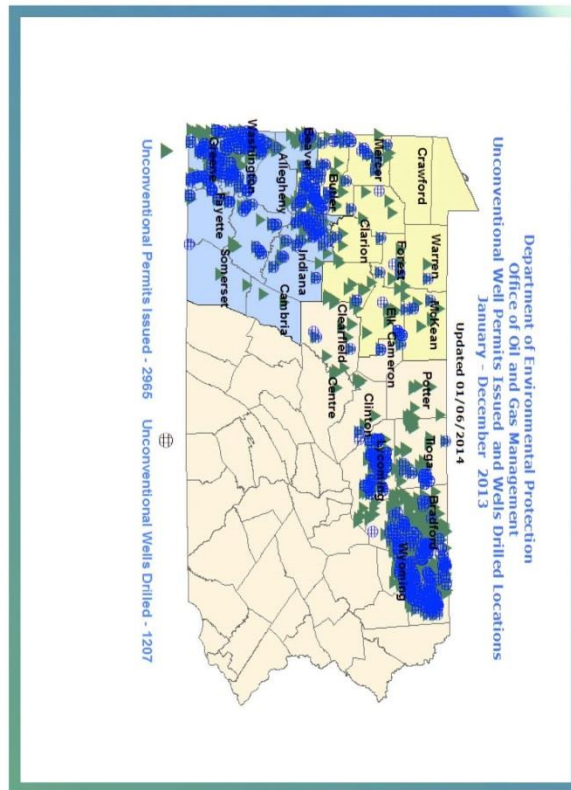 Department of Environmental Protection
Office of Oil and Gas Management
Unconventional Well Permits Issued and Wells Drilled Locations
January - December 2013
Updated 01/06/2014
Crawford
Warren
McKean
Potter
Tioga
Bradford
Mercer
Forest
Elk
Cameron
Clinton
Lycoming
Wyoming
Clarion
Clearfield
Centre
Beaver
Butler
Indiana
Cambria
Allegheny
Washington
Greene
Fayette
Somerset
Unconventional Permits Issued - 2965
Unconventional Wells Drilled - 1207